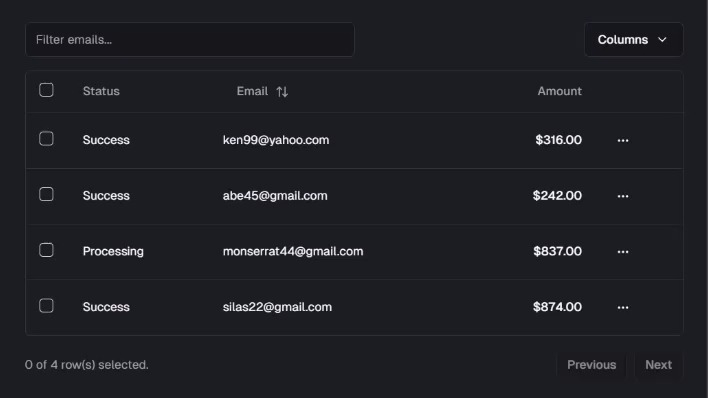 Filter emails...
Columns
Status Email Amount
Success ken99@yahoo.com $316.00 ...
Success abe45@gmail.com $242.00 ...
Processing monserrat44@gmail.com $837.00 ...
Success silas22@gmail.com $874.00 ...
0 of 4 row(s) selected.
Previous Next